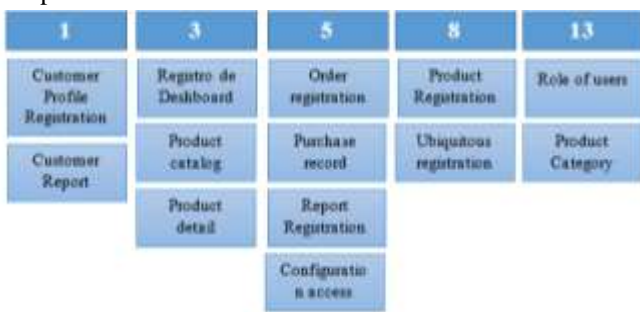 1 3 5 8 13
Customer
Profile
Registration
Customer
Report
Registro de
Deshboard
Product
catalog
Product
detail
Order
registration
Purchase
record
Report
Registration
Configuratio
n access
Product
Registration
Ubiquitous
registration
Role of users
Product
Category